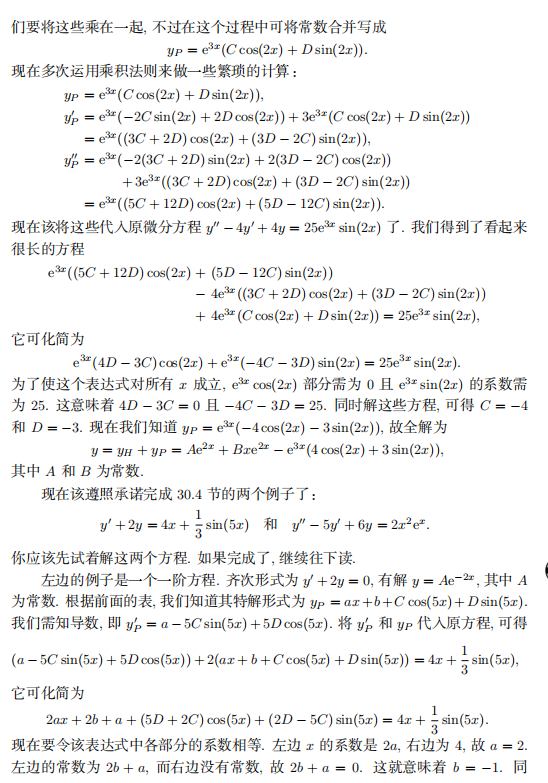 们要将这些乘在一起, 不过在这个过程中可将常数合并写成
y_P = e^{3x}(C cos(2x) + D sin(2x)).
现在多次运用乘积法则来做一些繁琐的计算:
y_P = e^{3x}(C cos(2x) + D sin(2x)),
y'_P = e^{3x}(−2C sin(2x) + 2D cos(2x)) + 3e^{3x}(C cos(2x) + D sin(2x))
= e^{3x}((3C + 2D) cos(2x) + (3D − 2C) sin(2x)),
y''_P = e^{3x}(−2(3C + 2D) sin(2x) + 2(3D − 2C) cos(2x))
+ 3e^{3x}((3C + 2D) cos(2x) + (3D − 2C) sin(2x))
= e^{3x}((5C + 12D) cos(2x) + (5D − 12C) sin(2x)).
现在该将这些代入原微分方程 y'' − 4y' + 4y = 25e^{3x} sin(2x) 了. 我们得到了看起来
很长的方程
e^{3x}((5C + 12D) cos(2x) + (5D − 12C) sin(2x))
− 4e^{3x}((3C + 2D) cos(2x) + (3D − 2C) sin(2x))
+ 4e^{3x}(C cos(2x) + D sin(2x)) = 25e^{3x} sin(2x),
它可化简为
e^{3x}(4D − 3C) cos(2x) + e^{3x}(−4C − 3D) sin(2x) = 25e^{3x} sin(2x).
为了使这个表达式对所有 x 成立, e^{3x} cos(2x) 部分需为 0 且 e^{3x} sin(2x) 的系数需
为 25. 这意味着 4D − 3C = 0 且 −4C − 3D = 25. 同时解这些方程, 可得 C = −4
和 D = −3. 现在我们知道 y_P = e^{3x}(−4 cos(2x) − 3 sin(2x)), 故全解为
y = y_H + y_P = Ae^{2x} + Bxe^{2x} − e^{3x}(4 cos(2x) + 3 sin(2x)),
其中 A 和 B 为常数.
现在该遵照承诺完成 30.4 节的两个例子了:
y' + 2y = 4x + \frac{1}{3} sin(5x) 和 y'' − 5y' + 6y = 2x^2e^x.
你应该先试着解这两个方程. 如果完成了, 继续往下读.
左边的例子是一个一阶方程. 齐次形式为 y' + 2y = 0, 有解 y = Ae^{−2x}, 其中 A
为常数. 根据前面的表, 我们知道其特解形式为 y_P = ax+b+C cos(5x)+D sin(5x).
我们需知导数, 即 y'_P = a − 5C sin(5x) + 5D cos(5x). 将 y'_P 和 y_P 代入原方程, 可得
(a − 5C sin(5x) + 5D cos(5x)) + 2(ax + b + C cos(5x) + D sin(5x)) = 4x + \frac{1}{3} sin(5x),
它可化简为
2ax + 2b + a + (5D + 2C) cos(5x) + (2D − 5C) sin(5x) = 4x + \frac{1}{3} sin(5x).
现在要令该表达式中各部分的系数相等. 左边 x 的系数是 2a, 右边为 4, 故 a = 2.
左边的常数为 2b + a, 而右边没有常数, 故 2b + a = 0. 这就意味着 b = −1. 同